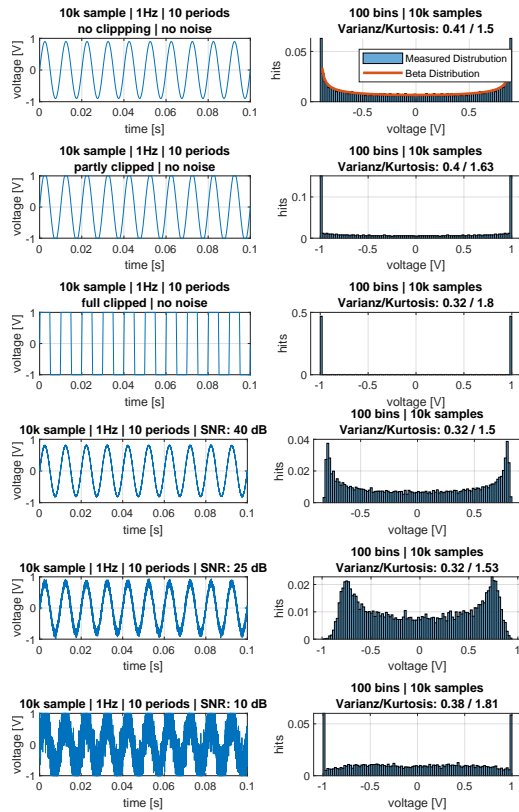 10k sample | 1Hz | 10 periods
no clippping | no noise
voltage [V]
1
0
-1
0 0.02 0.04 0.06 0.08 0.1
time [s]
100 bins | 10k samples
Varianz/Kurtosis: 0.41 / 1.5
hits
0.05
0
Measured Distrubution
Beta Distribution
-0.5 0 0.5
voltage [V]
10k sample | 1Hz | 10 periods
partly clipped | no noise
voltage [V]
1
0
-1
0 0.02 0.04 0.06 0.08 0.1
time [s]
100 bins | 10k samples
Varianz/Kurtosis: 0.4 / 1.63
hits
0.1
0
-1 -0.5 0 0.5 1
voltage [V]
10k sample | 1Hz | 10 periods
full clipped | no noise
voltage [V]
1
0
-1
0 0.02 0.04 0.06 0.08 0.1
time [s]
100 bins | 10k samples
Varianz/Kurtosis: 0.32 / 1.8
hits
0.4
0.2
0
-1 -0.5 0 0.5 1
voltage [V]
10k sample | 1Hz | 10 periods | SNR: 40 dB
voltage [V]
1
0
-1
0 0.02 0.04 0.06 0.08 0.1
time [s]
100 bins | 10k samples
Varianz/Kurtosis: 0.32 / 1.5
hits
0.04
0.02
0
-0.5 0 0.5 1
voltage [V]
10k sample | 1Hz | 10 periods | SNR: 25 dB
voltage [V]
1
0
-1
0 0.02 0.04 0.06 0.08 0.1
time [s]
100 bins | 10k samples
Varianz/Kurtosis: 0.32 / 1.53
hits
0.02
0.01
0
-1 -0.5 0 0.5 1
voltage [V]
10k sample | 1Hz | 10 periods | SNR: 10 dB
voltage [V]
1
0
-1
0 0.02 0.04 0.06 0.08 0.1
time [s]
100 bins | 10k samples
Varianz/Kurtosis: 0.38 / 1.81
hits
0.05
0
-1 -0.5 0 0.5 1
voltage [V]